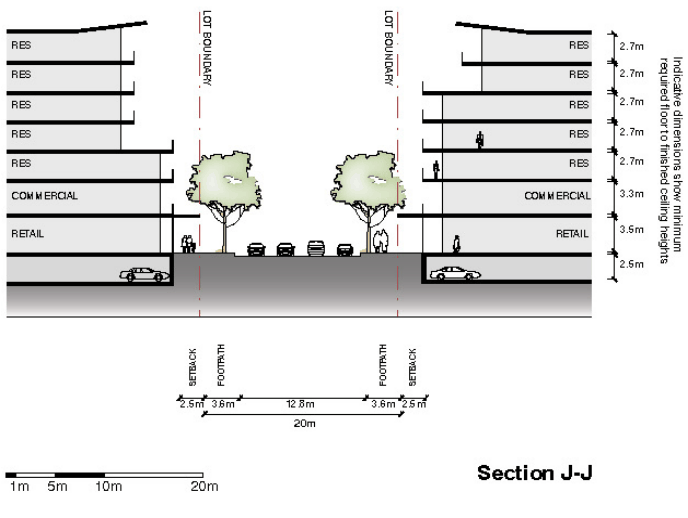 LOT BOUNDARY
LOT BOUNDARY
RES
RES
RES
RES
RES
COMMERCIAL
RETAIL
RES
RES
RES
RES
RES
COMMERCIAL
RETAIL
2.7m
2.7m
2.7m
2.7m
2.7m
3.3m
3.5m
2.5m
Indicative dimensions show minimum
required floor to finished ceiling heights
SETBACK
FOOTPATH
FOOTPATH
SETBACK
2.5m
3.6m
12.8m
3.6m
2.5m
20m
1m 5m 10m 20m
Section J-J